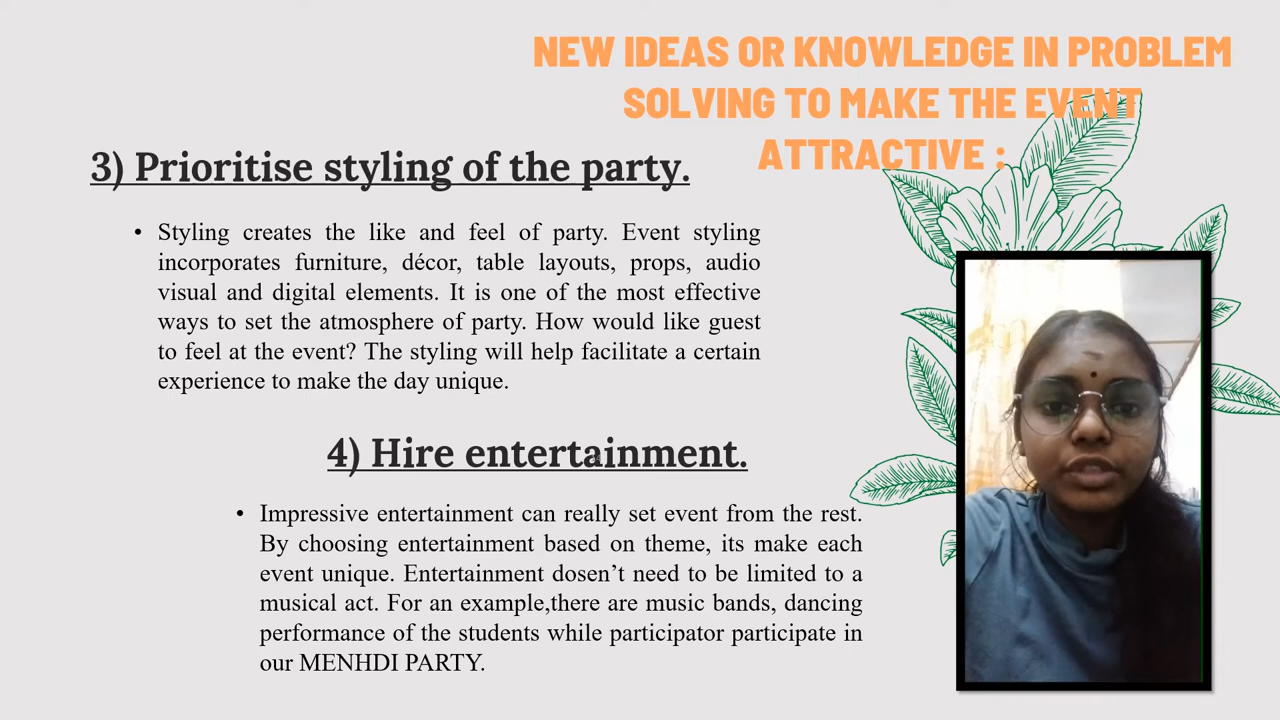 NEW IDEAS OR KNOWLEDGE IN PROBLEM
SOLVING TO MAKE THE EVENT
ATTRACTIVE :
3) Prioritise styling of the party.
• Styling creates the like and feel of party. Event styling
incorporates furniture, décor, table layouts, props, audio
visual and digital elements. It is one of the most effective
ways to set the atmosphere of party. How would like guest
to feel at the event? The styling will help facilitate a certain
experience to make the day unique.
4) Hire entertainment.
• Impressive entertainment can really set event from the rest.
By choosing entertainment based on theme, its make each
event unique. Entertainment dosen’t need to be limited to a
musical act. For an example,there are music bands, dancing
performance of the students while participator participate in
our MENHDI PARTY.